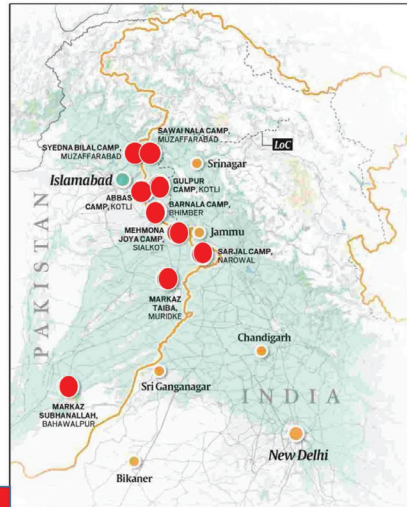 SAWAI NALA CAMP,
MUZAFFARABAD
SYEDNA BILAL CAMP,
MUZAFFARABAD
LoC
Srinagar
Islamabad
GULPUR
CAMP, KOTLI
ABBAS
CAMP, KOTLI
BARNALA CAMP,
BHIMBER
MEHMONA
JOYA CAMP,
SIALKOT
Jammu
SARJAL CAMP,
NAROWAL
PAKISTAN
MARKAZ
TAIBA,
MURIDKE
Chandigarh
Sri Ganganagar
INDIA
MARKAZ
SUBHANALLAH,
BAHAWALPUR
New Delhi
Bikaner